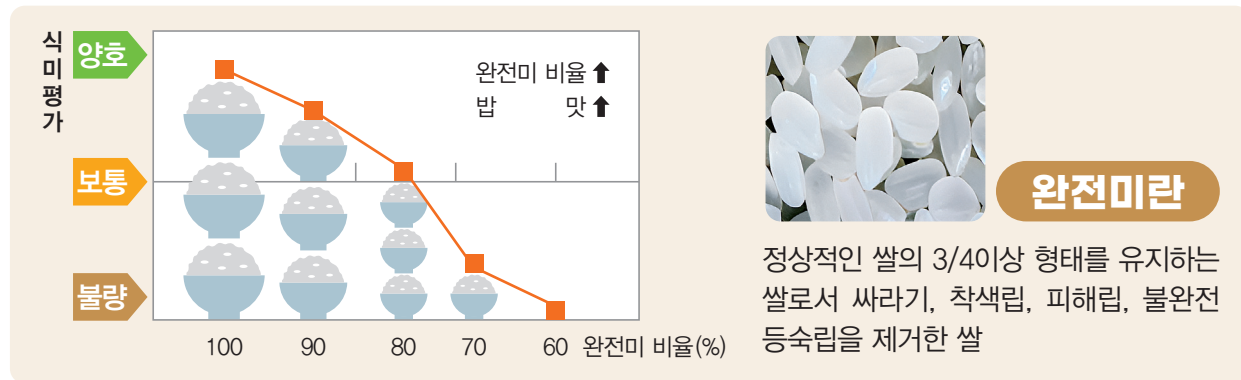 식미평가
양호
보통
불량
완전미 비율 ⬆
밥 맛 ⬆
100 90 80 70 60 완전미 비율(%)
완전미란
정상적인 쌀의 3/4이상 형태를 유지하는
쌀로서 싸라기, 착색립, 피해립, 불완전
등숙립을 제거한 쌀